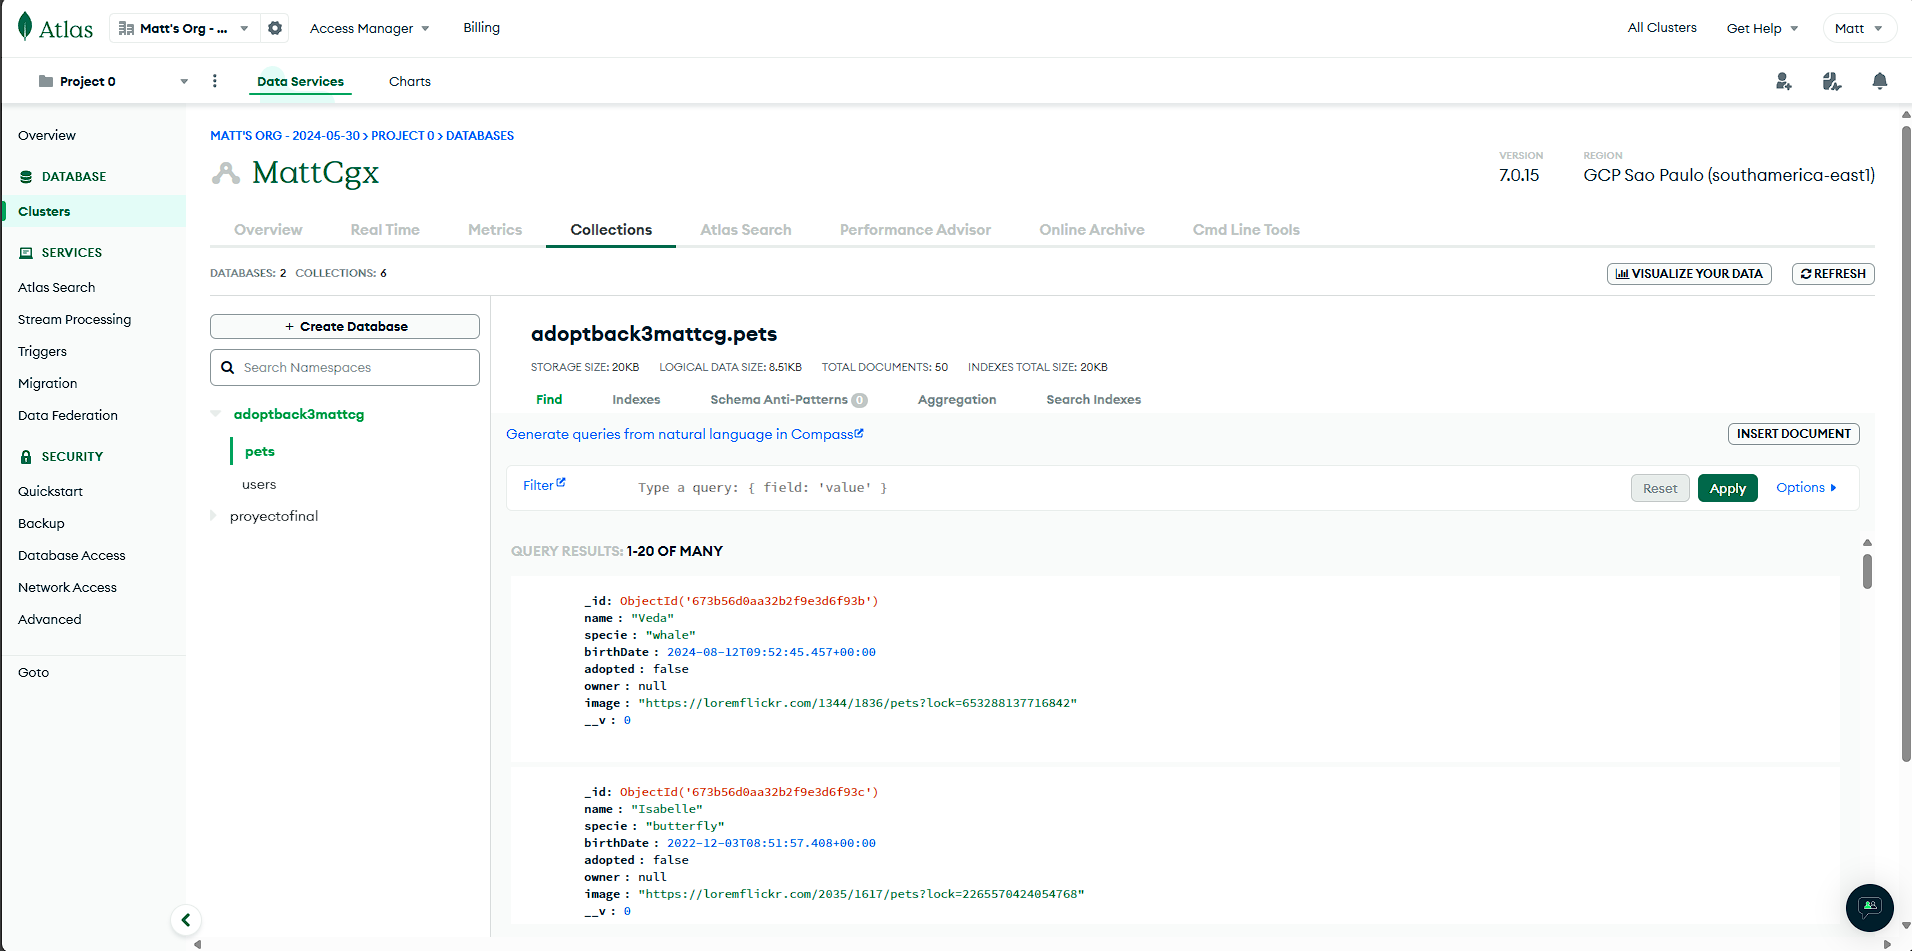 Atlas
Matt's Org - ...
Access Manager
Billing
All Clusters
Get Help
Matt
Project 0
Data Services
Charts
Overview
DATABASE
Clusters
SERVICES
Atlas Search
Stream Processing
Triggers
Migration
Data Federation
SECURITY
Quickstart
Backup
Database Access
Network Access
Advanced
Goto
MATT'S ORG - 2024-05-30 > PROJECT 0 > DATABASES
MattCgx
VERSION
7.0.15
REGION
GCP Sao Paulo (southamerica-east1)
Overview
Real Time
Metrics
Collections
Atlas Search
Performance Advisor
Online Archive
Cmd Line Tools
DATABASES: 2 COLLECTIONS: 6
VISUALIZE YOUR DATA
REFRESH
+ Create Database
Search Namespaces
adoptback3mattcg
pets
users
proyectofinal
adoptback3mattcg.pets
STORAGE SIZE: 20KB LOGICAL DATA SIZE: 8.51KB TOTAL DOCUMENTS: 50 INDEXES TOTAL SIZE: 20KB
Find
Indexes
Schema Anti-Patterns 0
Aggregation
Search Indexes
Generate queries from natural language in Compass
INSERT DOCUMENT
Filter
Type a query: { field: 'value' }
Reset
Apply
Options
QUERY RESULTS: 1-20 OF MANY
_id: ObjectId('673b56d0aa32b2f9e3d6f93b')
name : "Veda"
specie : "whale"
birthDate : 2024-08-12T09:52:45.457+00:00
adopted : false
owner : null
image : "https://loremflickr.com/1344/1836/pets?lock=653288137716842"
__v : 0
_id: ObjectId('673b56d0aa32b2f9e3d6f93c')
name : "Isabelle"
specie : "butterfly"
birthDate : 2022-12-03T08:51:57.408+00:00
adopted : false
owner : null
image : "https://loremflickr.com/2035/1617/pets?lock=2265570424054768"
__v : 0